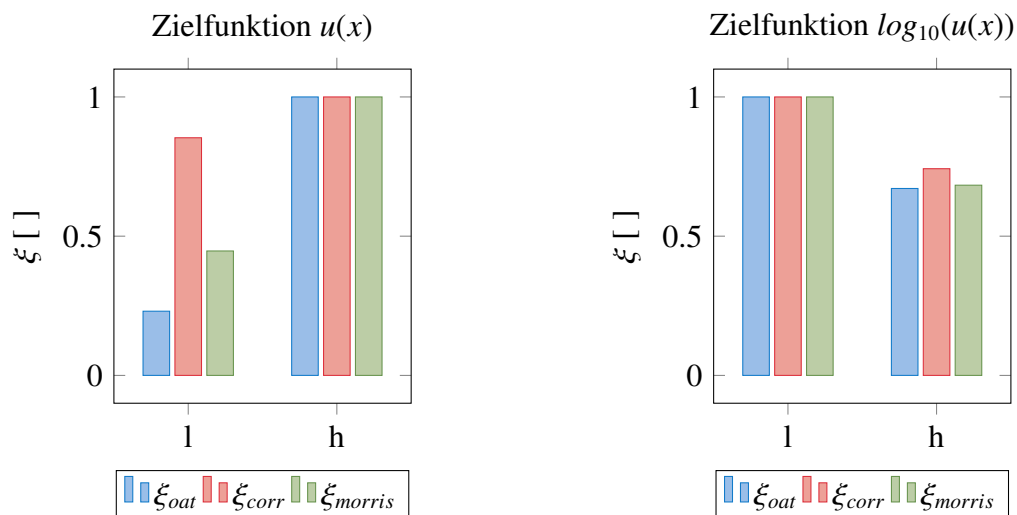 Zielfunktion u(x)
1
0.5
0
ξ [ ]
l h
ξoat ξcorr ξmorris
Zielfunktion log10(u(x))
1
0.5
0
ξ [ ]
l h
ξoat ξcorr ξmorris